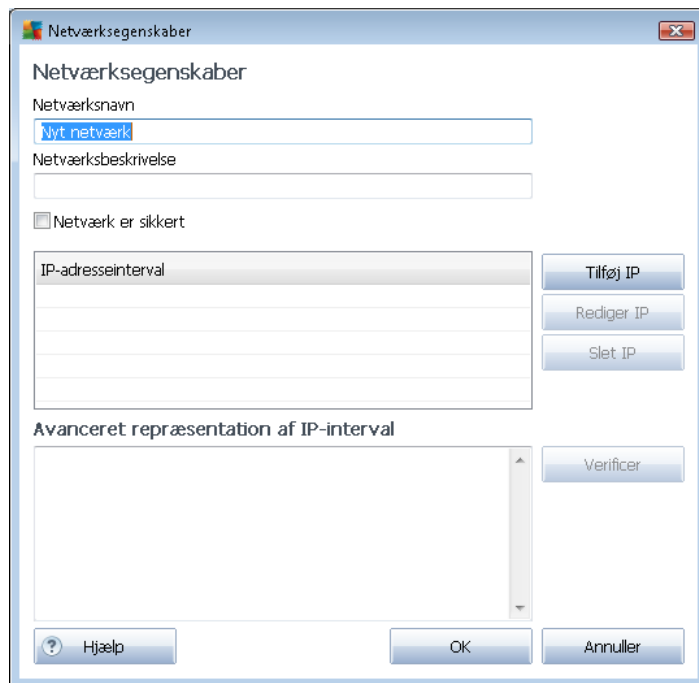 Netværksegenskaber
Netværksegenskaber
Netværksnavn
Nyt netværk
Netværksbeskrivelse
Netværk er sikkert
IP-adresseinterval
Tilføj IP
Rediger IP
Slet IP
Avanceret repræsentation af IP-interval
Verificer
? Hjælp
OK
Annuller